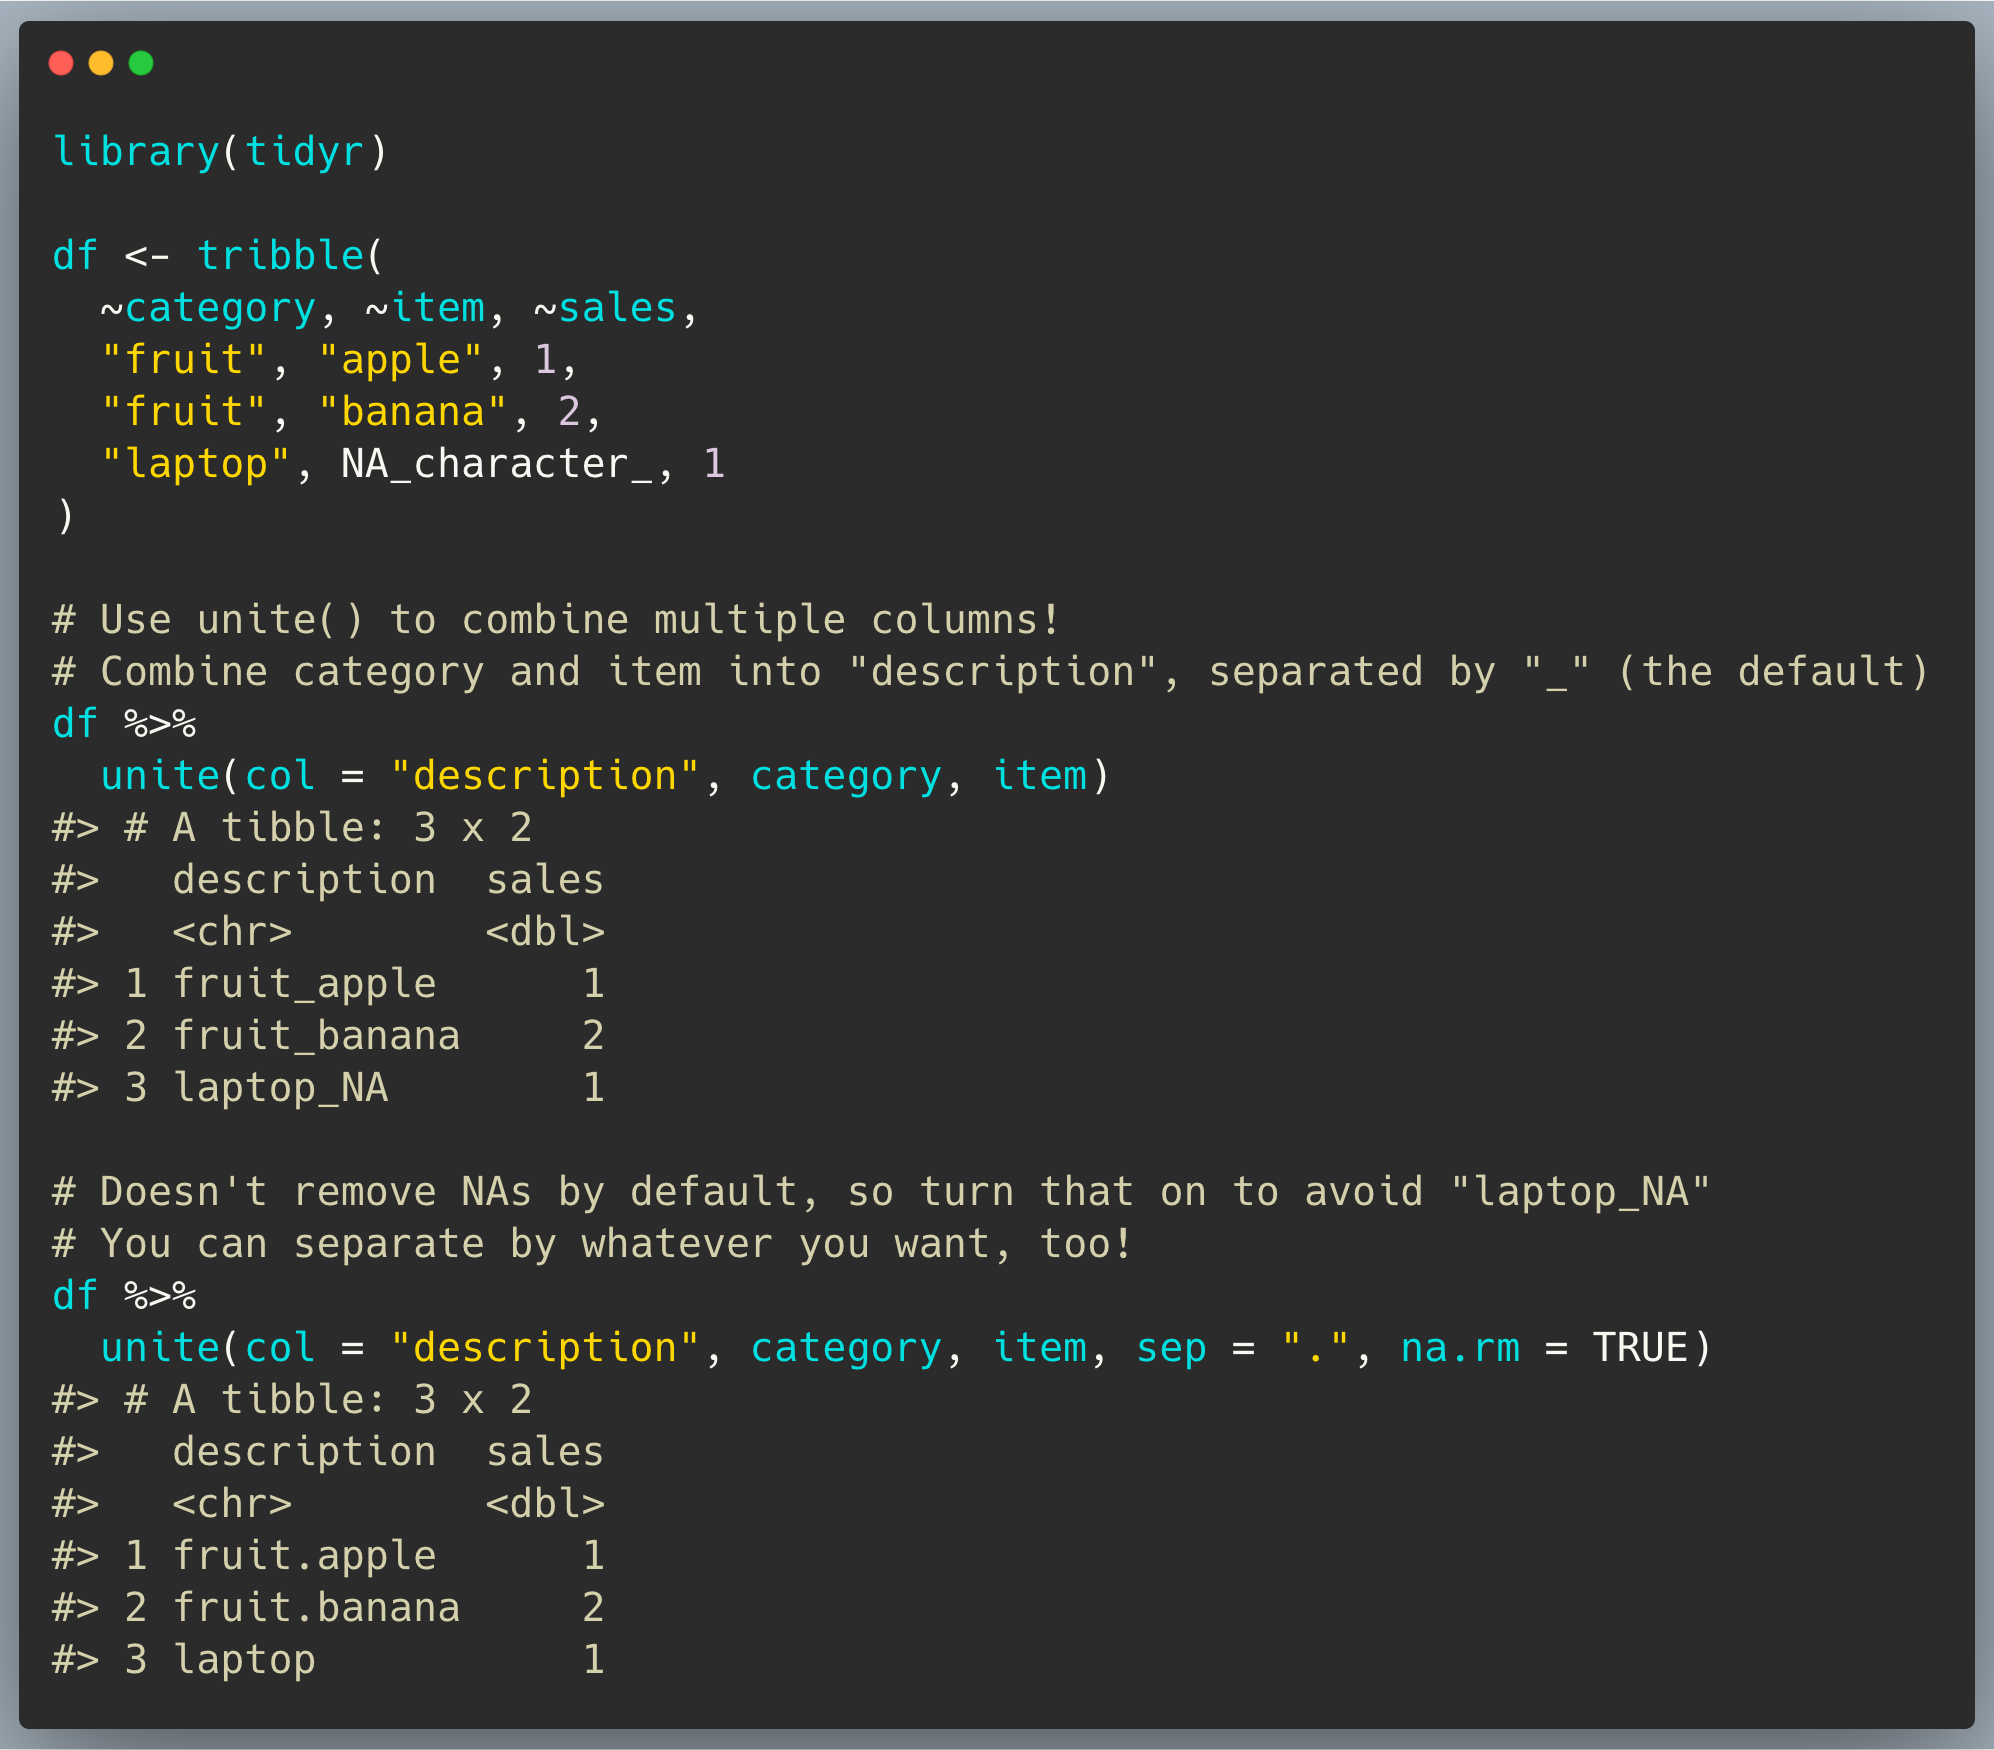 library(tidyr)
df <- tribble(
  ~category, ~item, ~sales,
  "fruit", "apple", 1,
  "fruit", "banana", 2,
  "laptop", NA_character_, 1
)
# Use unite() to combine multiple columns!
# Combine category and item into "description", separated by "_" (the default)
df %>%
  unite(col = "description", category, item)
#> # A tibble: 3 x 2
#>   description  sales
#>   <chr>        <dbl>
#> 1 fruit_apple      1
#> 2 fruit_banana     2
#> 3 laptop_NA        1
# Doesn't remove NAs by default, so turn that on to avoid "laptop_NA"
# You can separate by whatever you want, too!
df %>%
  unite(col = "description", category, item, sep = ".", na.rm = TRUE)
#> # A tibble: 3 x 2
#>   description  sales
#>   <chr>        <dbl>
#> 1 fruit.apple      1
#> 2 fruit.banana     2
#> 3 laptop           1